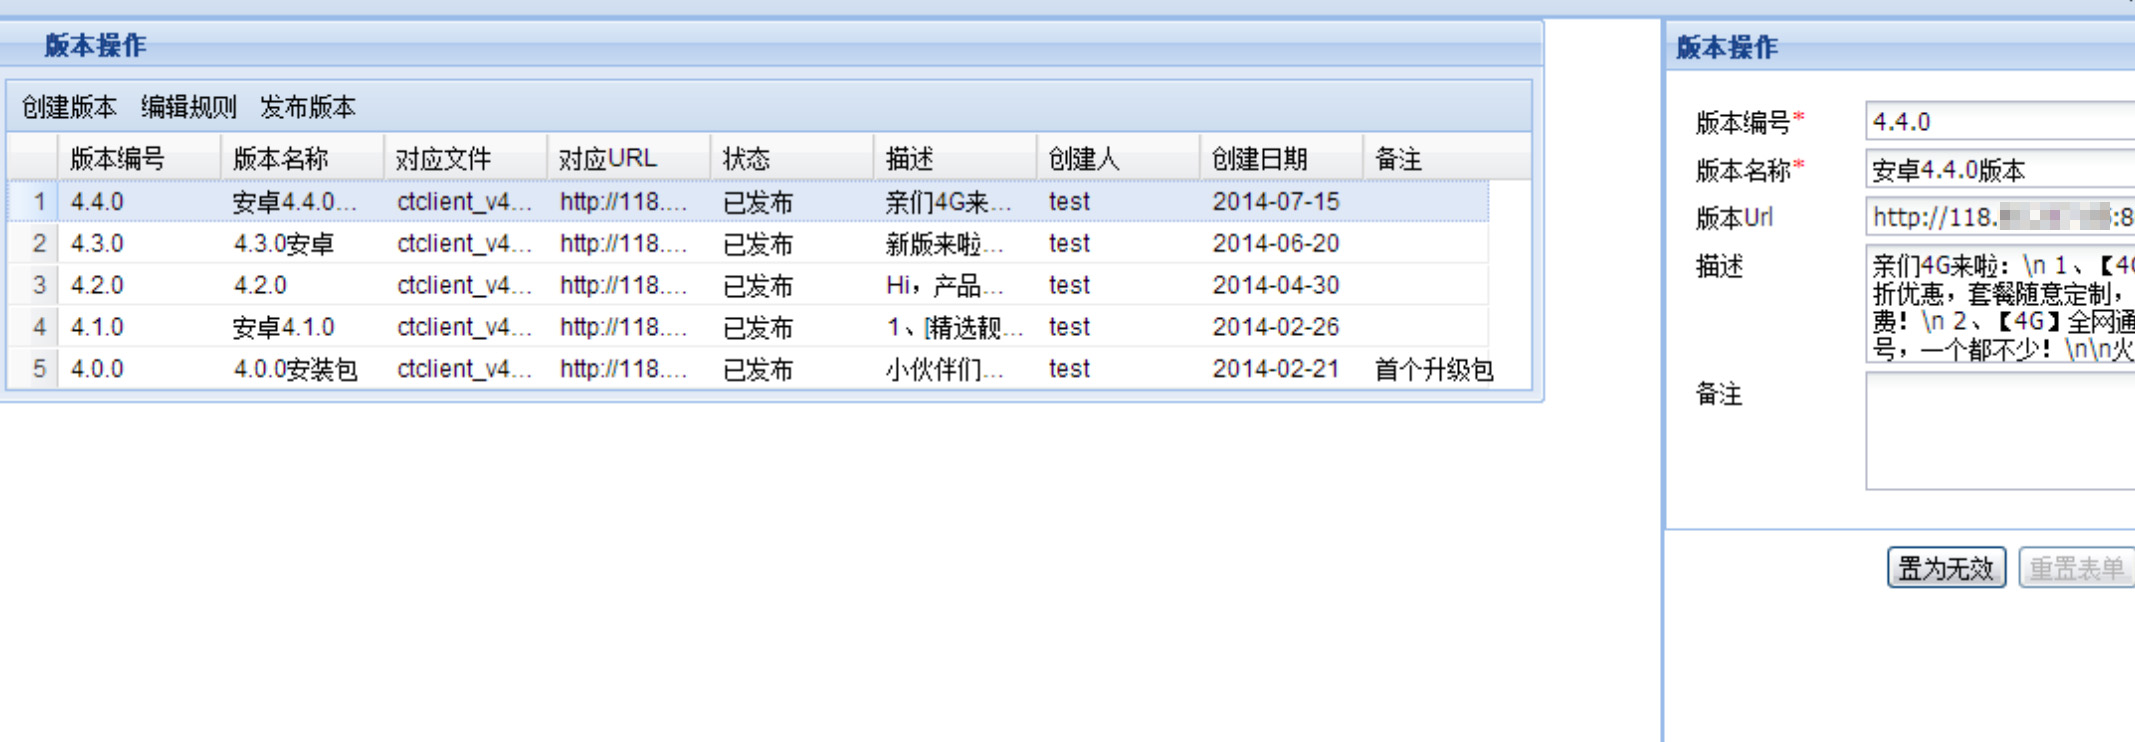 版本操作
创建版本 编辑规则 发布版本
版本编号 版本名称 对应文件 对应URL 状态 描述 创建人 创建日期 备注
1 4.4.0 安卓4.4.0... ctclient_v4... http://118.... 已发布 亲们4G来... test 2014-07-15
2 4.3.0 4.3.0安卓 ctclient_v4... http://118.... 已发布 新版来啦... test 2014-06-20
3 4.2.0 4.2.0 ctclient_v4... http://118.... 已发布 Hi，产品... test 2014-04-30
4 4.1.0 安卓4.1.0 ctclient_v4... http://118.... 已发布 1、[精选靓... test 2014-02-26
5 4.0.0 4.0.0安装包 ctclient_v4... http://118.... 已发布 小伙伴们... test 2014-02-21 首个升级包
版本操作
版本编号* 4.4.0
版本名称* 安卓4.4.0版本
版本Url http://118. :8
描述 亲们4G来啦：\n 1、【4G
折优惠，套餐随意定制，
费！\n 2、【4G】全网通
号，一个都不少！\n\n火
备注
置为无效 重置表单